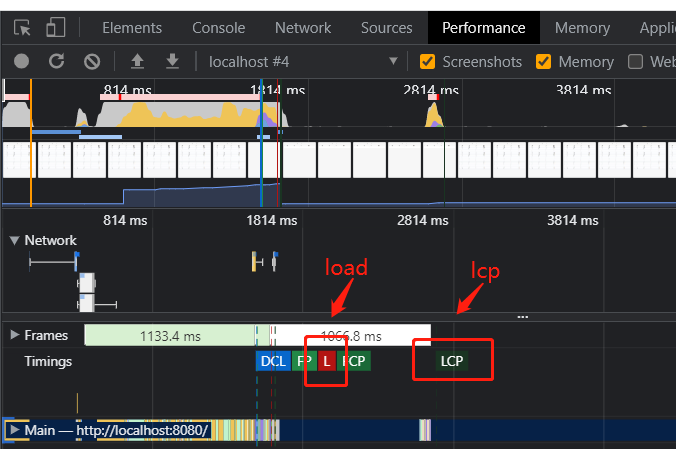 Elements Console Network Sources Performance Memory Appli
localhost #4 Screenshots Memory Web
814 ms 1814 ms 2814 ms 3814 ms
814 ms 1814 ms 2814 ms 3814 ms
Network
load lcp
...
Frames 1133.4 ms 1066.8 ms
Timings DCL FP L FCP LCP
Main — http://localhost:8080/